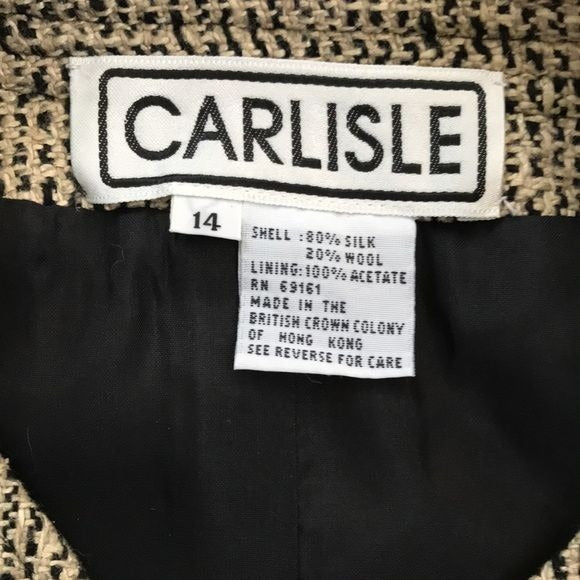 CARLISLE
14
SHELL :80% SILK
20% WOOL
LINING:100% ACETATE
RN 69161
MADE IN THE
BRITISH CROWN COLONY
OF HONG KONG
SEE REVERSE FOR CARE